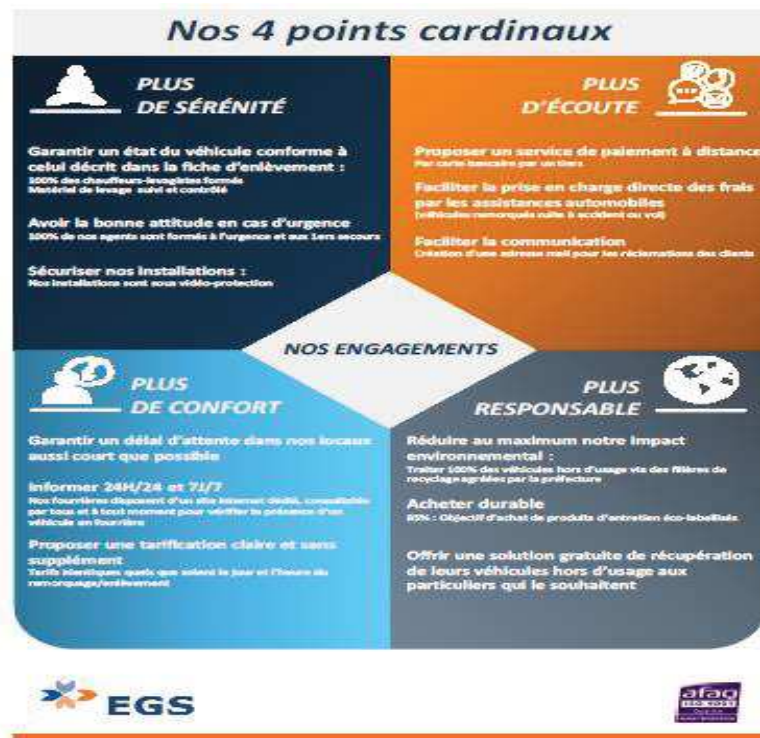 Nos 4 points cardinaux
PLUS
DE SÉRÉNITÉ
Garantir un état du véhicule conforme à
celui décrit dans la fiche d'enlèvement :
100% des chauffeurs-levagistes formés
Matériel de levage suivi et contrôlé
Avoir la bonne attitude en cas d'urgence
100% de nos agents sont formés à l'urgence et aux 1ers secours
Sécuriser nos installations :
Nos installations sont sous vidéo-protection
PLUS
D'ÉCOUTE
Proposer un service de paiement à distance
Par carte bancaire par un tiers
Faciliter la prise en charge directe des frais
par les assistances automobiles
(véhicules remorqués suite à accident ou vol)
Faciliter la communication
Création d'une adresse mail pour les réclamations des clients
NOS ENGAGEMENTS
PLUS
DE CONFORT
Garantir un délai d'attente dans nos locaux
aussi court que possible
Informer 24H/24 et 7J/7
Nos fourrières disposent d'un site internet dédié, consultable
par tous et à tout moment pour vérifier la présence d'un
véhicule en fourrière
Proposer une tarification claire et sans
supplément
Tarifs identiques quels que soient le jour et l'heure du
remorquage/enlèvement
PLUS
RESPONSABLE
Réduire au maximum notre impact
environnemental :
Traiter 100% des véhicules hors d'usage via des filières de
recyclage agréées par la préfecture
Acheter durable
85% : Objectif d'achat de produits d'entretien éco-labellisés
Offrir une solution gratuite de récupération
de leurs véhicules hors d'usage aux
particuliers qui le souhaitent
EGS
afaq
ISO 9001